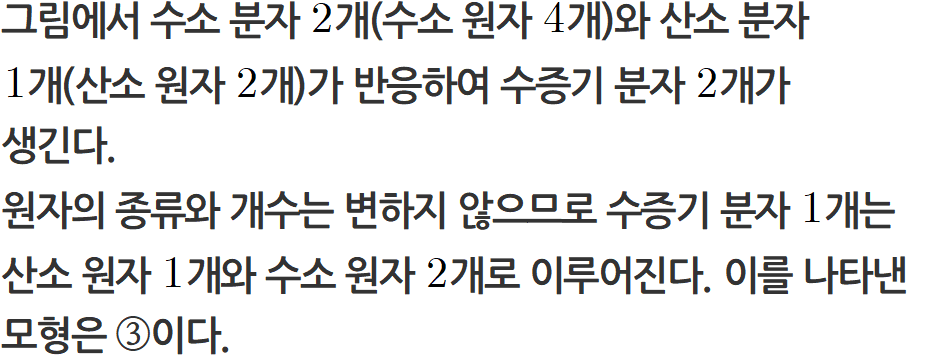 그림에서 수소 분자 2개(수소 원자 4개)와 산소 분자
1개(산소 원자 2개)가 반응하여 수증기 분자 2개가
생긴다.
원자의 종류와 개수는 변하지 않으므로 수증기 분자 1개는
산소 원자 1개와 수소 원자 2개로 이루어진다. 이를 나타낸
모형은 ③이다.